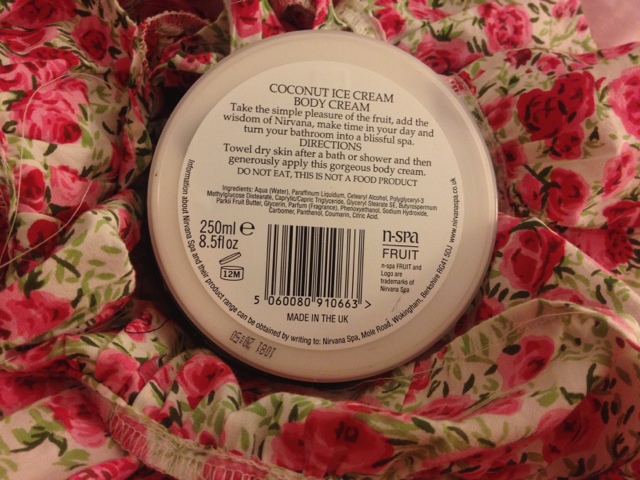 COCONUT ICE CREAM
BODY CREAM
Take the simple pleasure of the fruit, add the
wisdom of Nirvana, make time in your day and
turn your bathroom into a blissful spa.
DIRECTIONS
Towel dry skin after a bath or shower and then
generously apply this gorgeous body cream.
DO NOT EAT, THIS IS NOT A FOOD PRODUCT
Ingredients: Aqua (Water), Paraffinum Liquidum, Cetearyl Alcohol, Polyglyceryl-3
Methylglucose Distearate, Caprylic/Capric Triglyceride, Glyceryl Stearate SE, Butyrospermum
Parkii Fruit Butter, Glycerin, Parfum (Fragrance), Phenoxyethanol, Sodium Hydroxide,
Carbomer, Panthenol, Coumarin, Citric Acid.
250ml e
8.5floz
12M
5 060080 910663 >
n-spa
FRUIT
n-spa FRUIT and
Logo are
trademarks of
Nirvana Spa
MADE IN THE UK
Information about Nirvana Spa and their product range can be obtained by writing to: Nirvana Spa, Mole Road, Wokingham, Berkshire RG41 5DJ